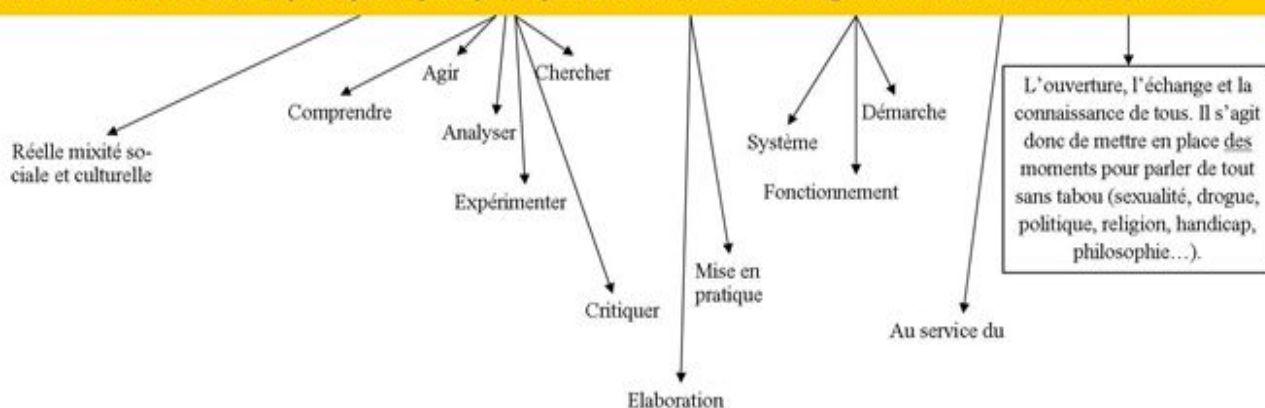 Agir
Chercher
Comprendre
Analyser
Démarche
Système
Réelle mixité so-
ciale et culturelle
Expérimenter
Fonctionnement
L’ouverture, l’échange et la
connaissance de tous. Il s’agit
donc de mettre en place des
moments pour parler de tout
sans tabou (sexualité, drogue,
politique, religion, handicap,
philosophie…).
Mise en
pratique
Critiquer
Au service du
Elaboration